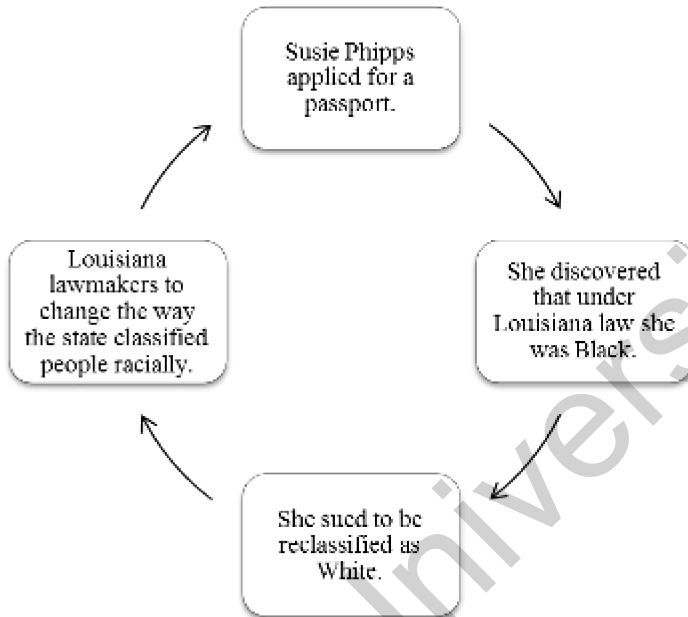 Susie Phipps
applied for a
passport.
She discovered
that under
Louisiana law she
was Black.
She sued to be
reclassified as
White.
Louisiana
lawmakers to
change the way
the state classified
people racially.